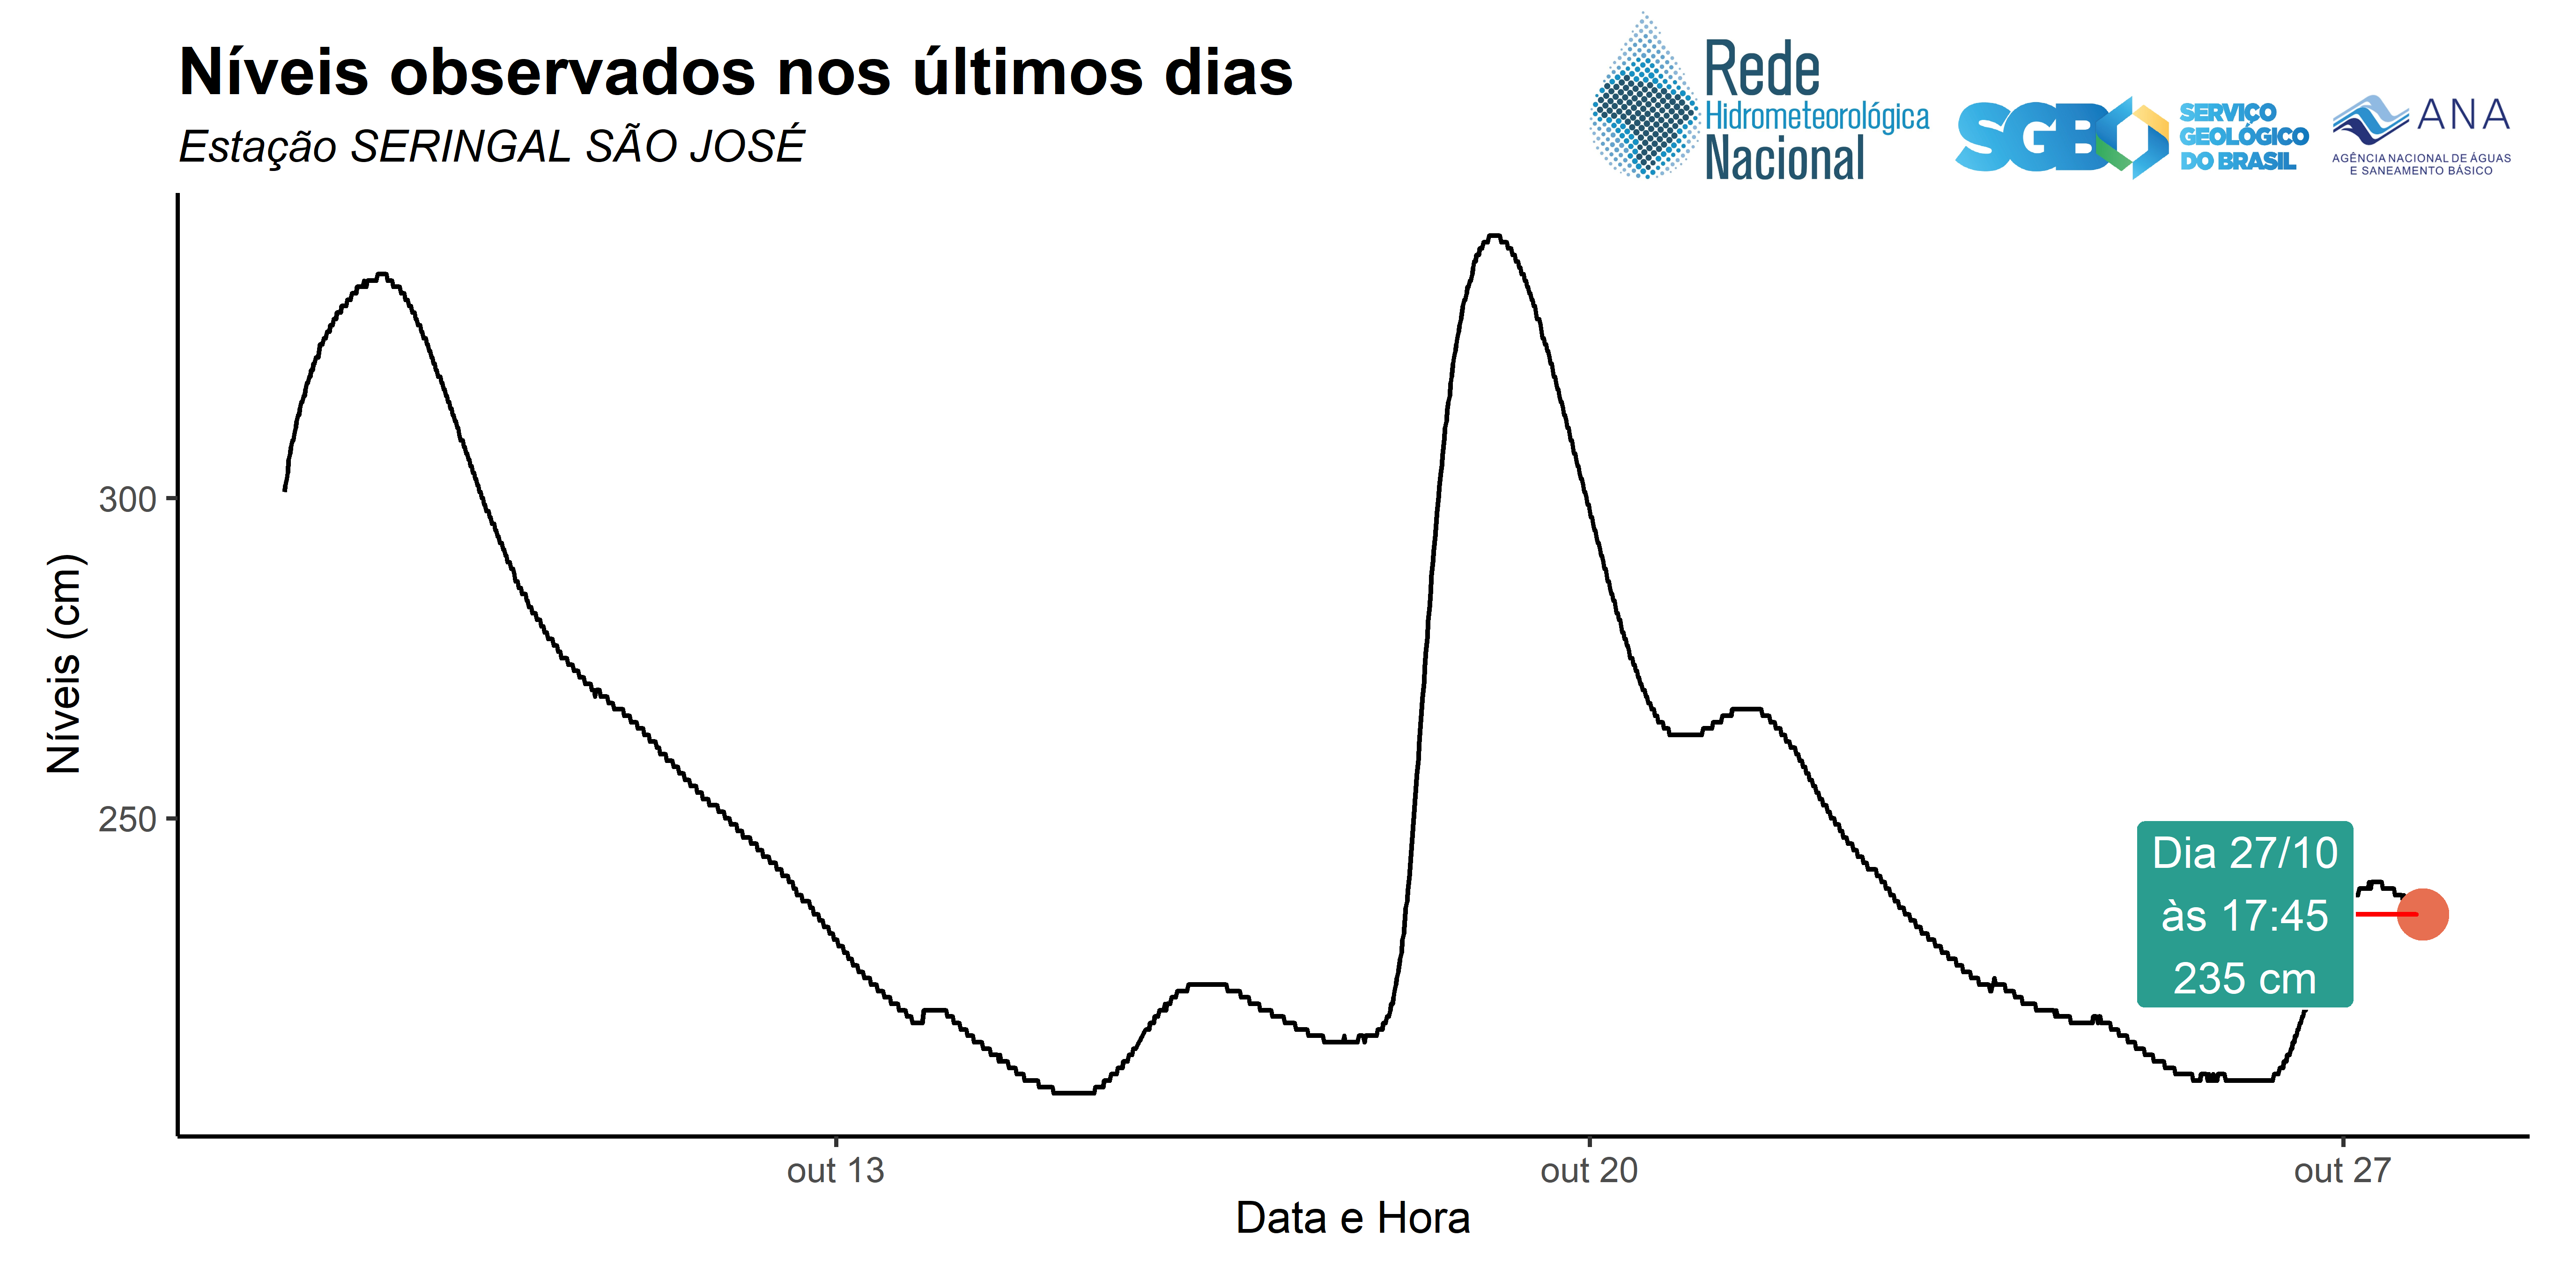 Níveis observados nos últimos dias
Estação SERINGAL SÃO JOSÉ
Rede
Hidrometeorológica
Nacional
SGB
SERVIÇO
GEOLÓGICO
DO BRASIL
ANA
AGÊNCIA NACIONAL DE ÁGUAS
E SANEAMENTO BÁSICO
Níveis (cm)
300
250
Dia 27/10
às 17:45
235 cm
out 13
out 20
out 27
Data e Hora